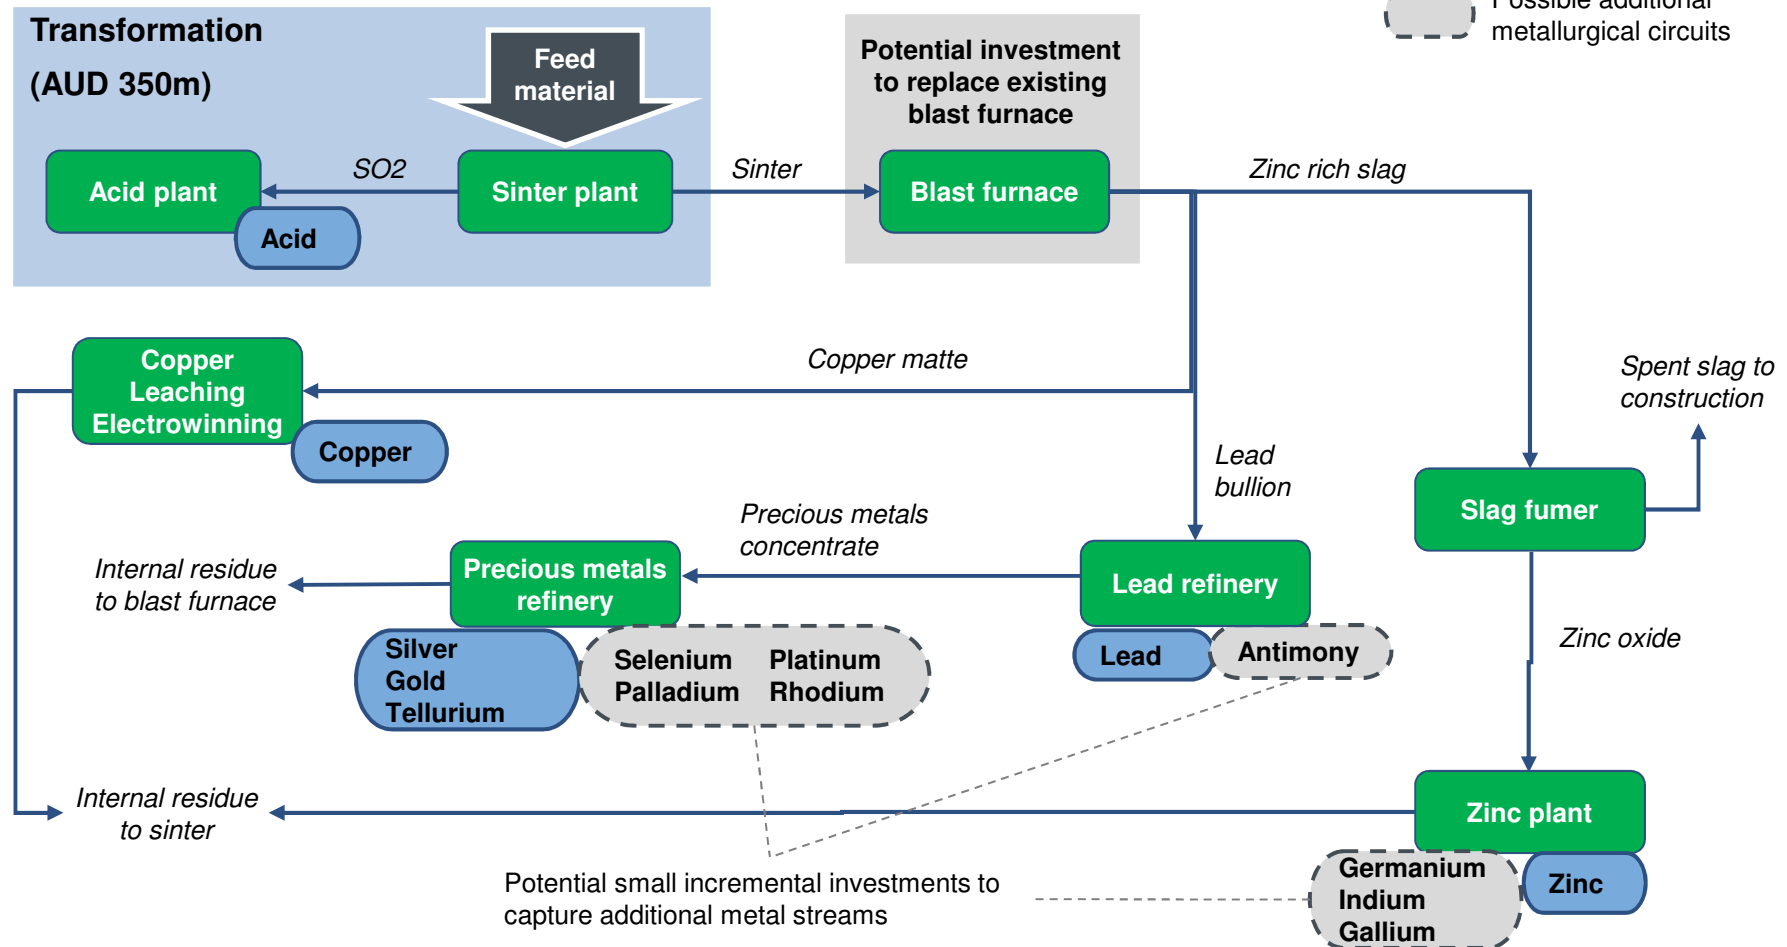 Possible additional
metallurgical circuits
Transformation
(AUD 350m)
Feed
material
Potential investment
to replace existing
blast furnace
Acid plant
SO2
Sinter plant
Sinter
Blast furnace
Zinc rich slag
Acid
Copper
Leaching
Electrowinning
Copper matte
Spent slag to
construction
Copper
Lead
bullion
Slag fumer
Precious metals
concentrate
Internal residue
to blast furnace
Precious metals
refinery
Lead refinery
Zinc oxide
Silver
Gold
Tellurium
Selenium Platinum
Palladium Rhodium
Lead
Antimony
Internal residue
to sinter
Zinc plant
Potential small incremental investments to
capture additional metal streams
Germanium
Indium
Gallium
Zinc